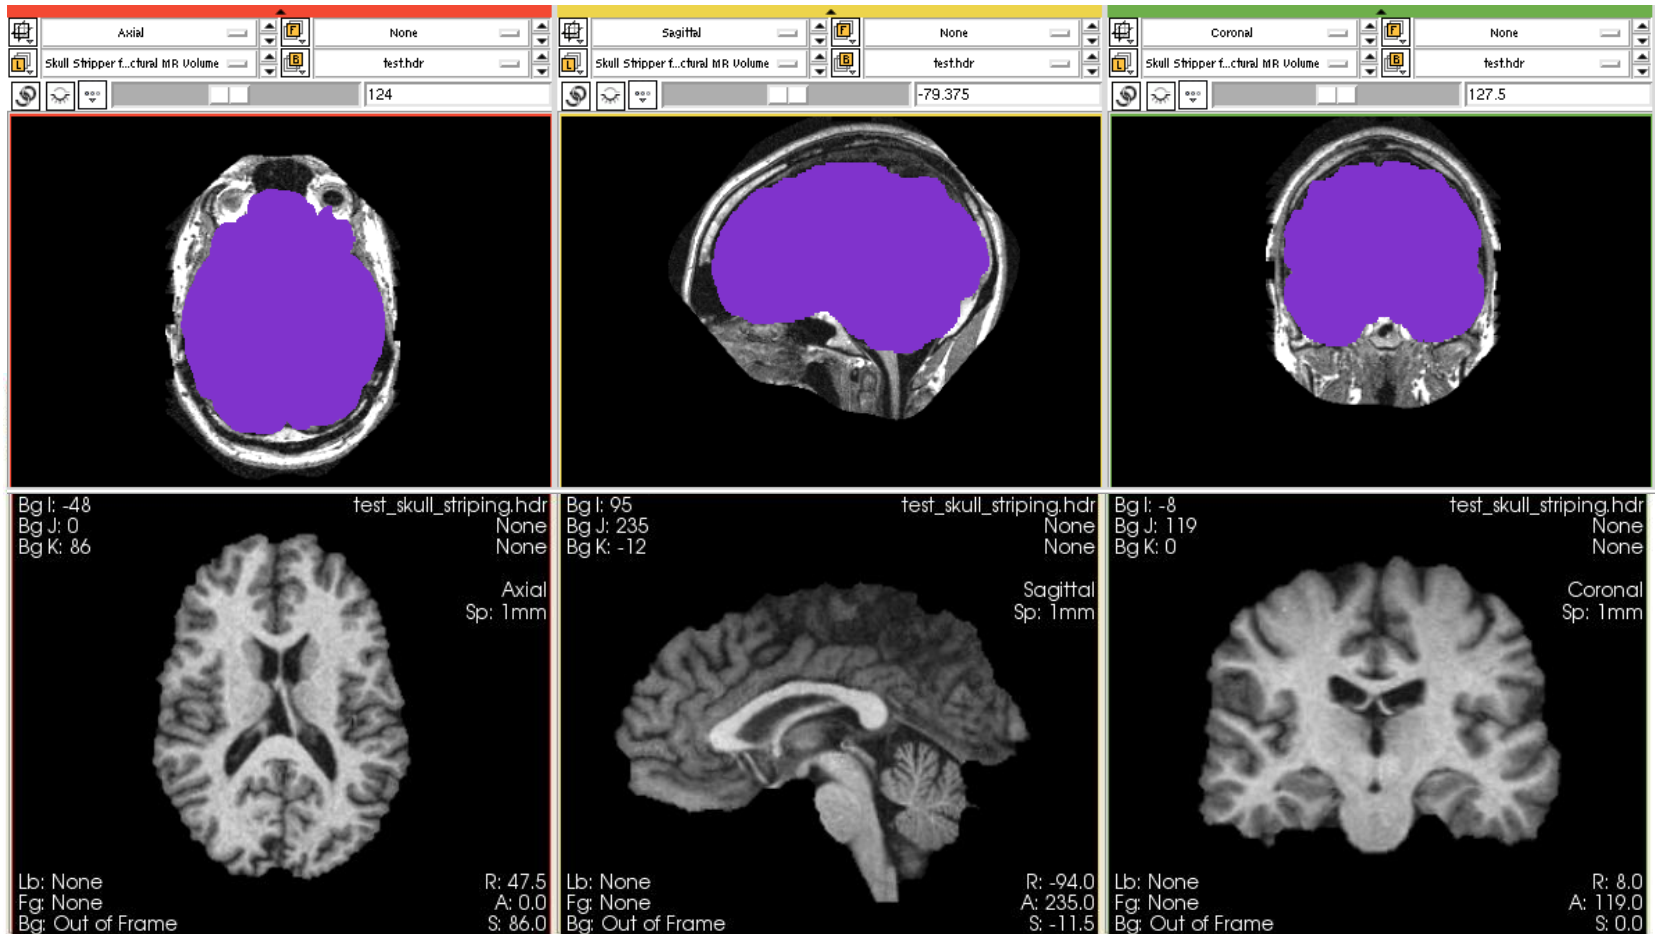 Axial
F
None
Sagittal
F
None
Coronal
F
None
L
Skull Stripper f...ctural MR Volume
B
test.hdr
L
Skull Stripper f...ctural MR Volume
B
test.hdr
L
Skull Stripper f...ctural MR Volume
B
test.hdr
124
-79.375
127.5
Bg I: -48
test_skull_striping.hdr
Bg J: 0
None
Bg K: 86
None
Axial
Sp: 1mm
Lb: None
R: 47.5
Fg: None
A: 0.0
Bg: Out of Frame
S: 86.0
Bg I: 95
test_skull_striping.hdr
Bg J: 235
None
Bg K: -12
None
Sagittal
Sp: 1mm
Lb: None
R: -94.0
Fg: None
A: 235.0
Bg: Out of Frame
S: -11.5
Bg I: -8
test_skull_striping.hdr
Bg J: 119
None
Bg K: 0
None
Coronal
Sp: 1mm
Lb: None
R: 8.0
Fg: None
A: 119.0
Bg: Out of Frame
S: 0.0